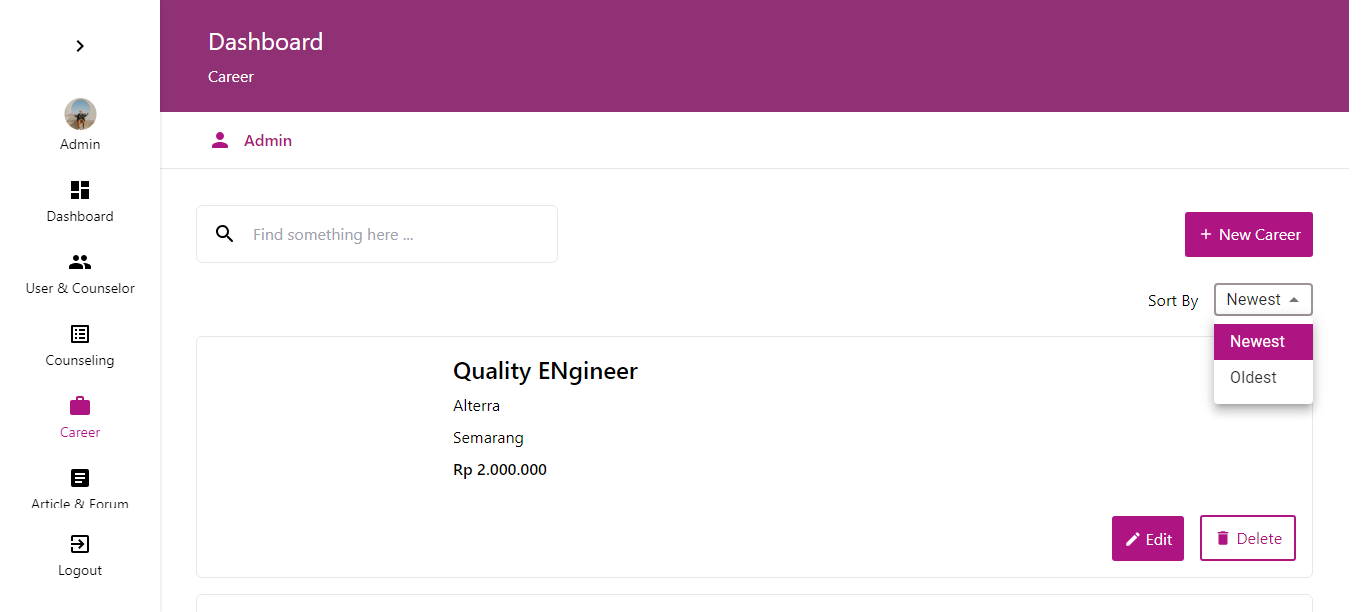 Dashboard
Career
Admin
Admin
Dashboard
User & Counselor
Counseling
Career
Article & Forum
Logout
Find something here ...
+ New Career
Sort By Newest
Newest
Oldest
Quality ENgineer
Alterra
Semarang
Rp 2.000.000
Edit Delete